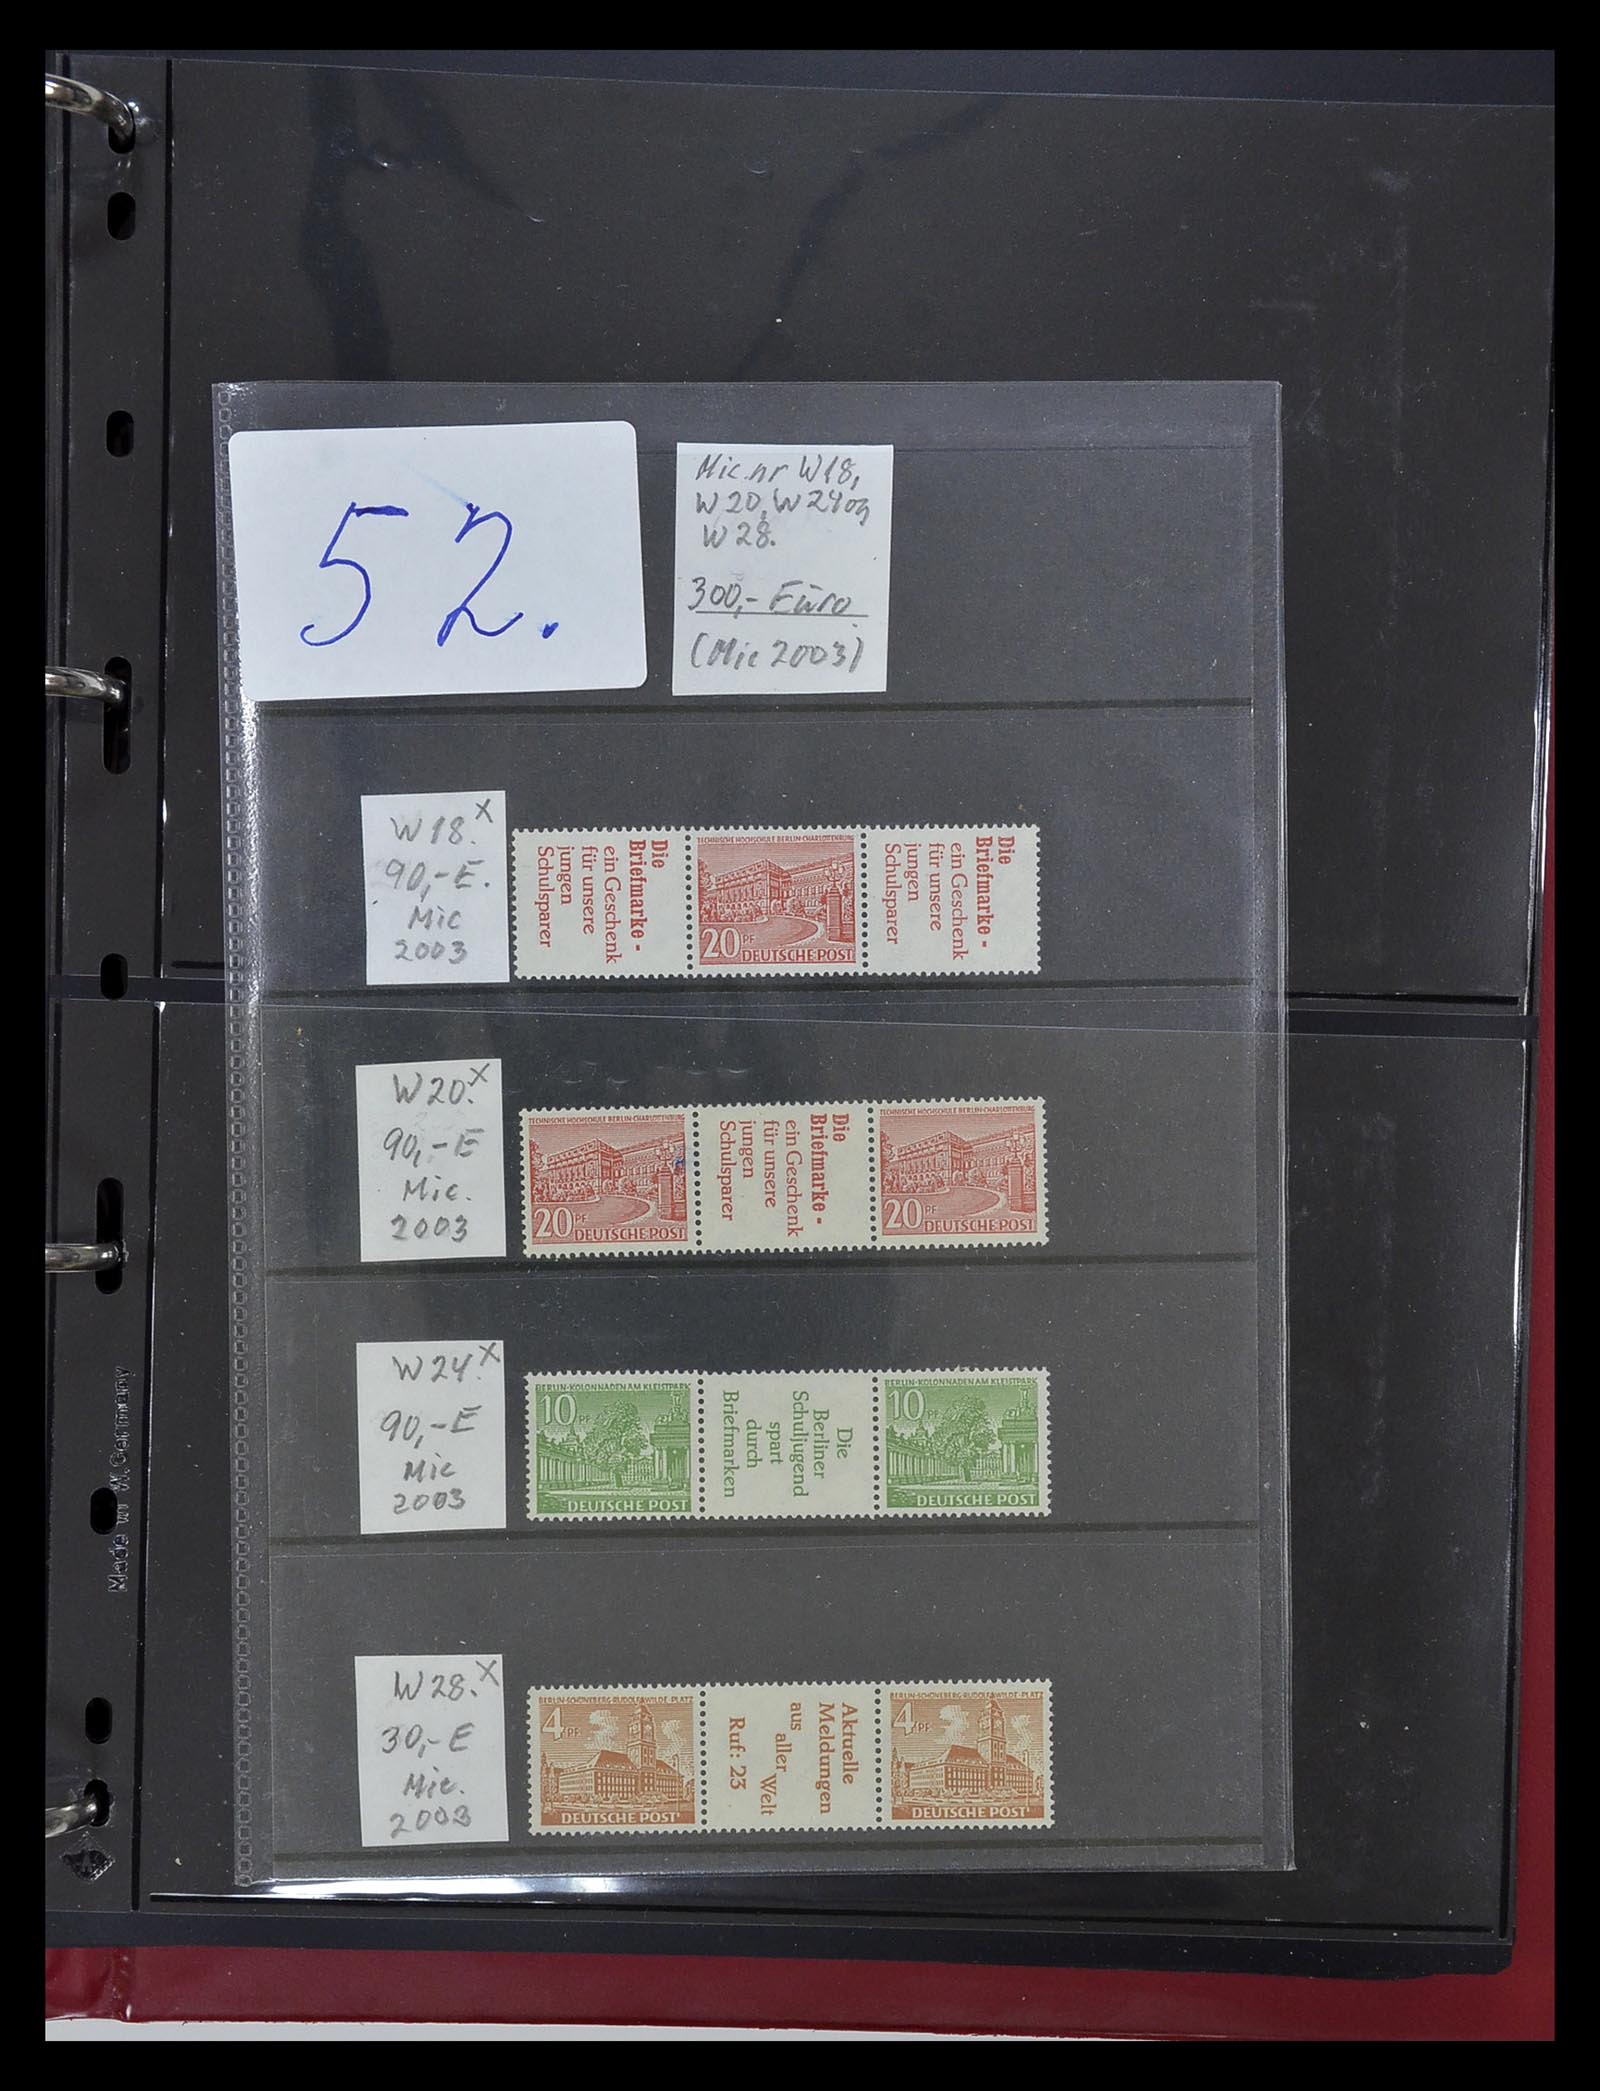 52.
Mic.nr W18,
W20, W24 og
W28.
300,- Euro
(Mic 2003)
W18. x
90,-E.
Mic
2003
Die
Briefmarke -
ein Geschenk
für unsere
jungen
Schulsparer
TECHNISCHE HOCHSCHULE BERLIN-CHARLOTTENBURG
20 PF
DEUTSCHE POST
Die
Briefmarke -
ein Geschenk
für unsere
jungen
Schulsparer
W20. x
90,-E
Mic.
2003
TECHNISCHE HOCHSCHULE BERLIN-CHARLOTTENBURG
20 PF
DEUTSCHE POST
Die
Briefmarke -
ein Geschenk
für unsere
jungen
Schulsparer
TECHNISCHE HOCHSCHULE BERLIN-CHARLOTTENBURG
20 PF
DEUTSCHE POST
W24. x
90,-E
Mic
2003
BERLIN-KOLONNADEN AM KLEISTPARK
10 PF
DEUTSCHE POST
Die
Berliner
Schuljugend
spart
durch
Briefmarken
BERLIN-KOLONNADEN AM KLEISTPARK
10 PF
DEUTSCHE POST
W28. x
30,-E
Mic.
2003
BERLIN-SCHÖNEBERG-RUDOLF WILDE-PLATZ
4 PF
DEUTSCHE POST
Aktuelle
Meldungen
aus
aller Welt
Ruf: 23
BERLIN-SCHÖNEBERG-RUDOLF WILDE-PLATZ
4 PF
DEUTSCHE POST
Made in W.Germany